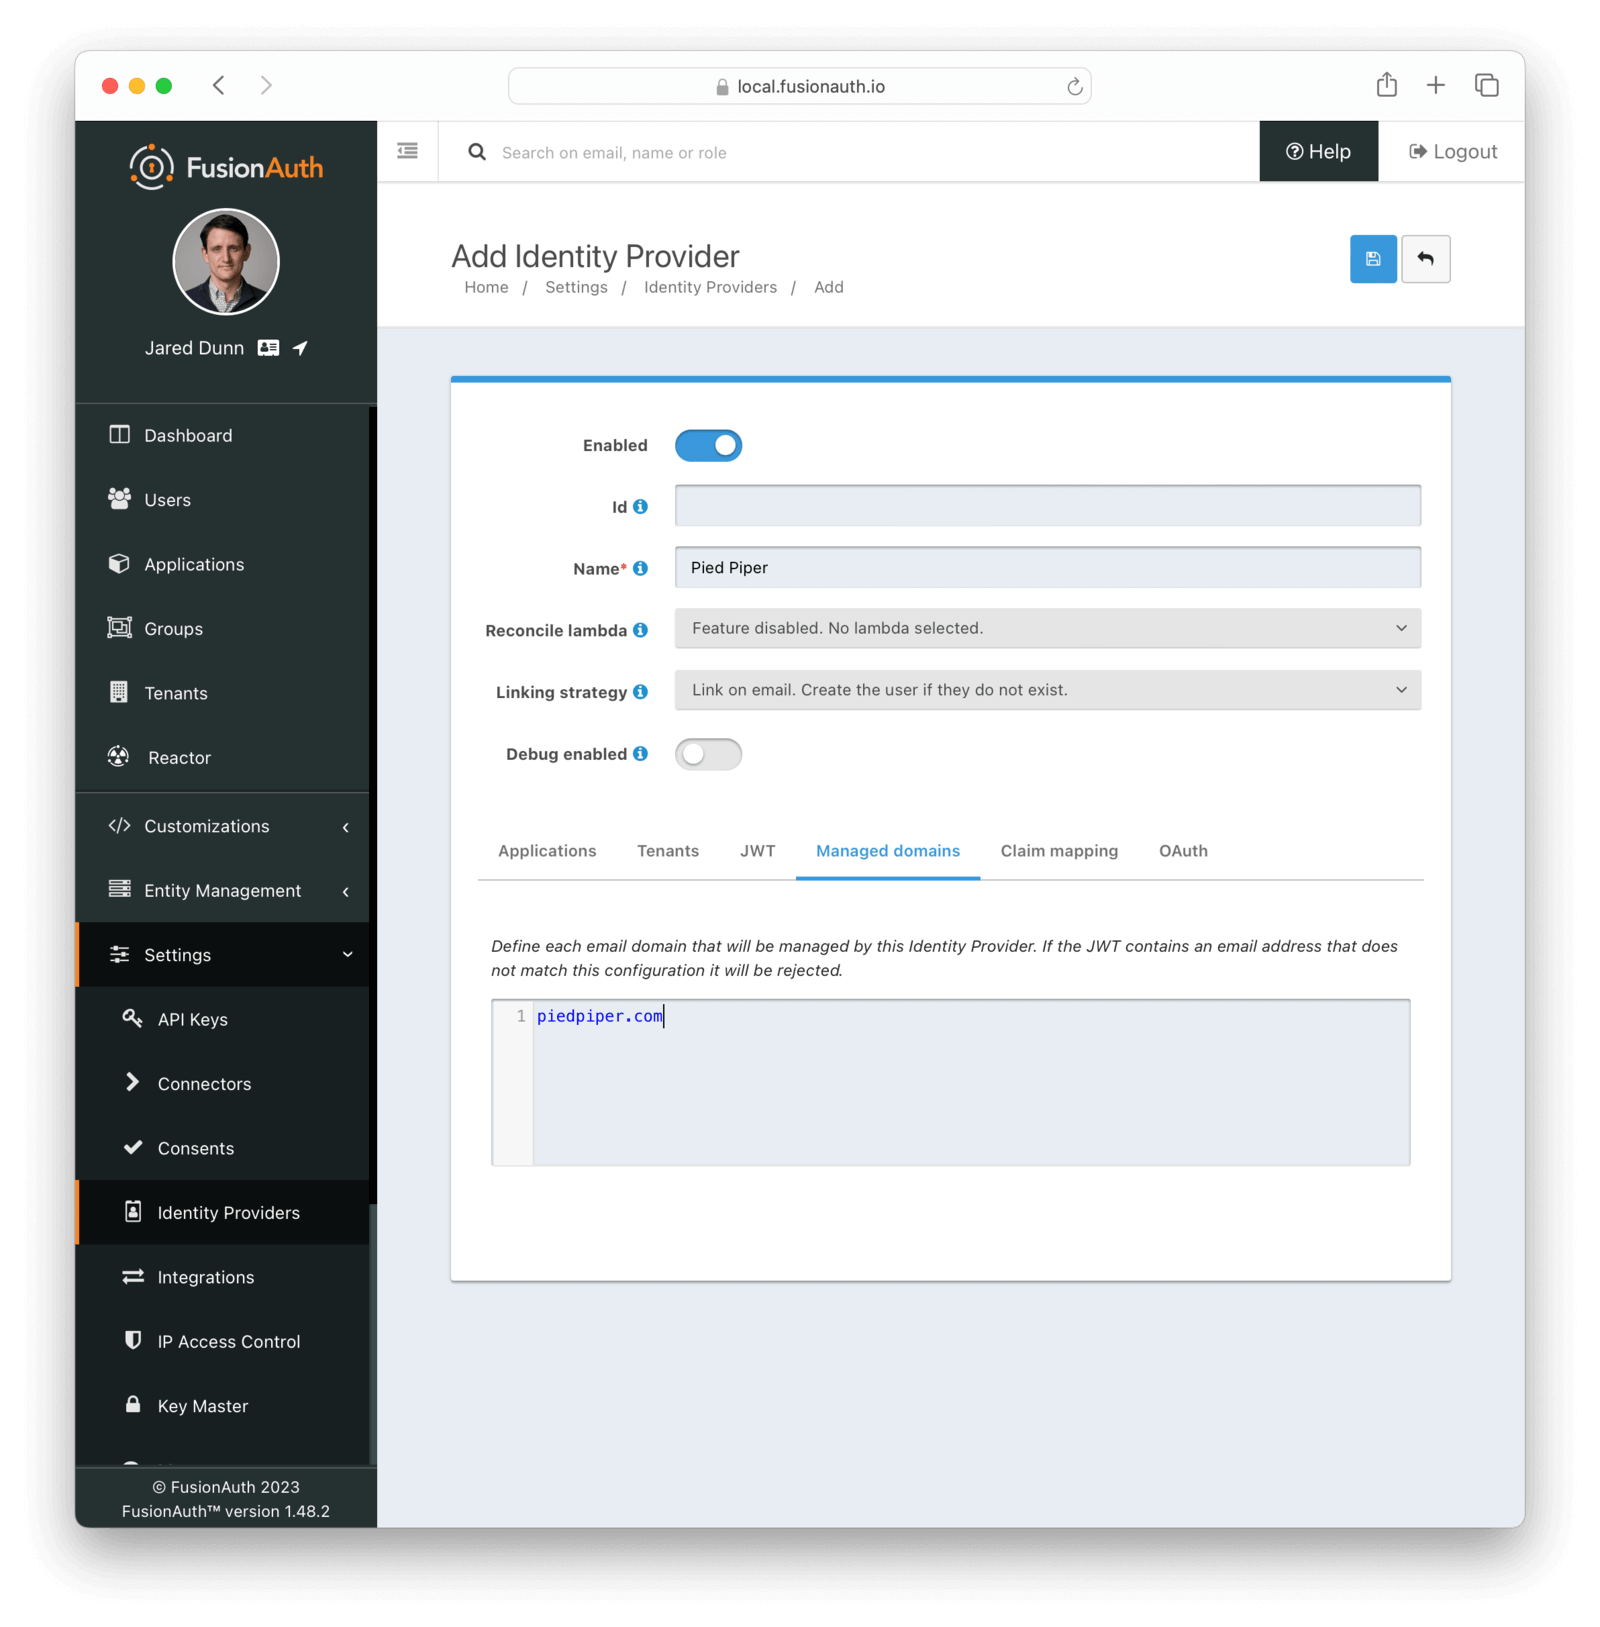 local.fusionauth.io
FusionAuth
Jared Dunn
Dashboard
Users
Applications
Groups
Tenants
Reactor
Customizations
Entity Management
Settings
API Keys
Connectors
Consents
Identity Providers
Integrations
IP Access Control
Key Master
© FusionAuth 2023
FusionAuth™ version 1.48.2
Search on email, name or role
Help
Logout
Add Identity Provider
Home / Settings / Identity Providers / Add
Enabled
Id
Name* Pied Piper
Reconcile lambda Feature disabled. No lambda selected.
Linking strategy Link on email. Create the user if they do not exist.
Debug enabled
Applications Tenants JWT Managed domains Claim mapping OAuth
Define each email domain that will be managed by this Identity Provider. If the JWT contains an email address that does
not match this configuration it will be rejected.
1 piedpiper.com